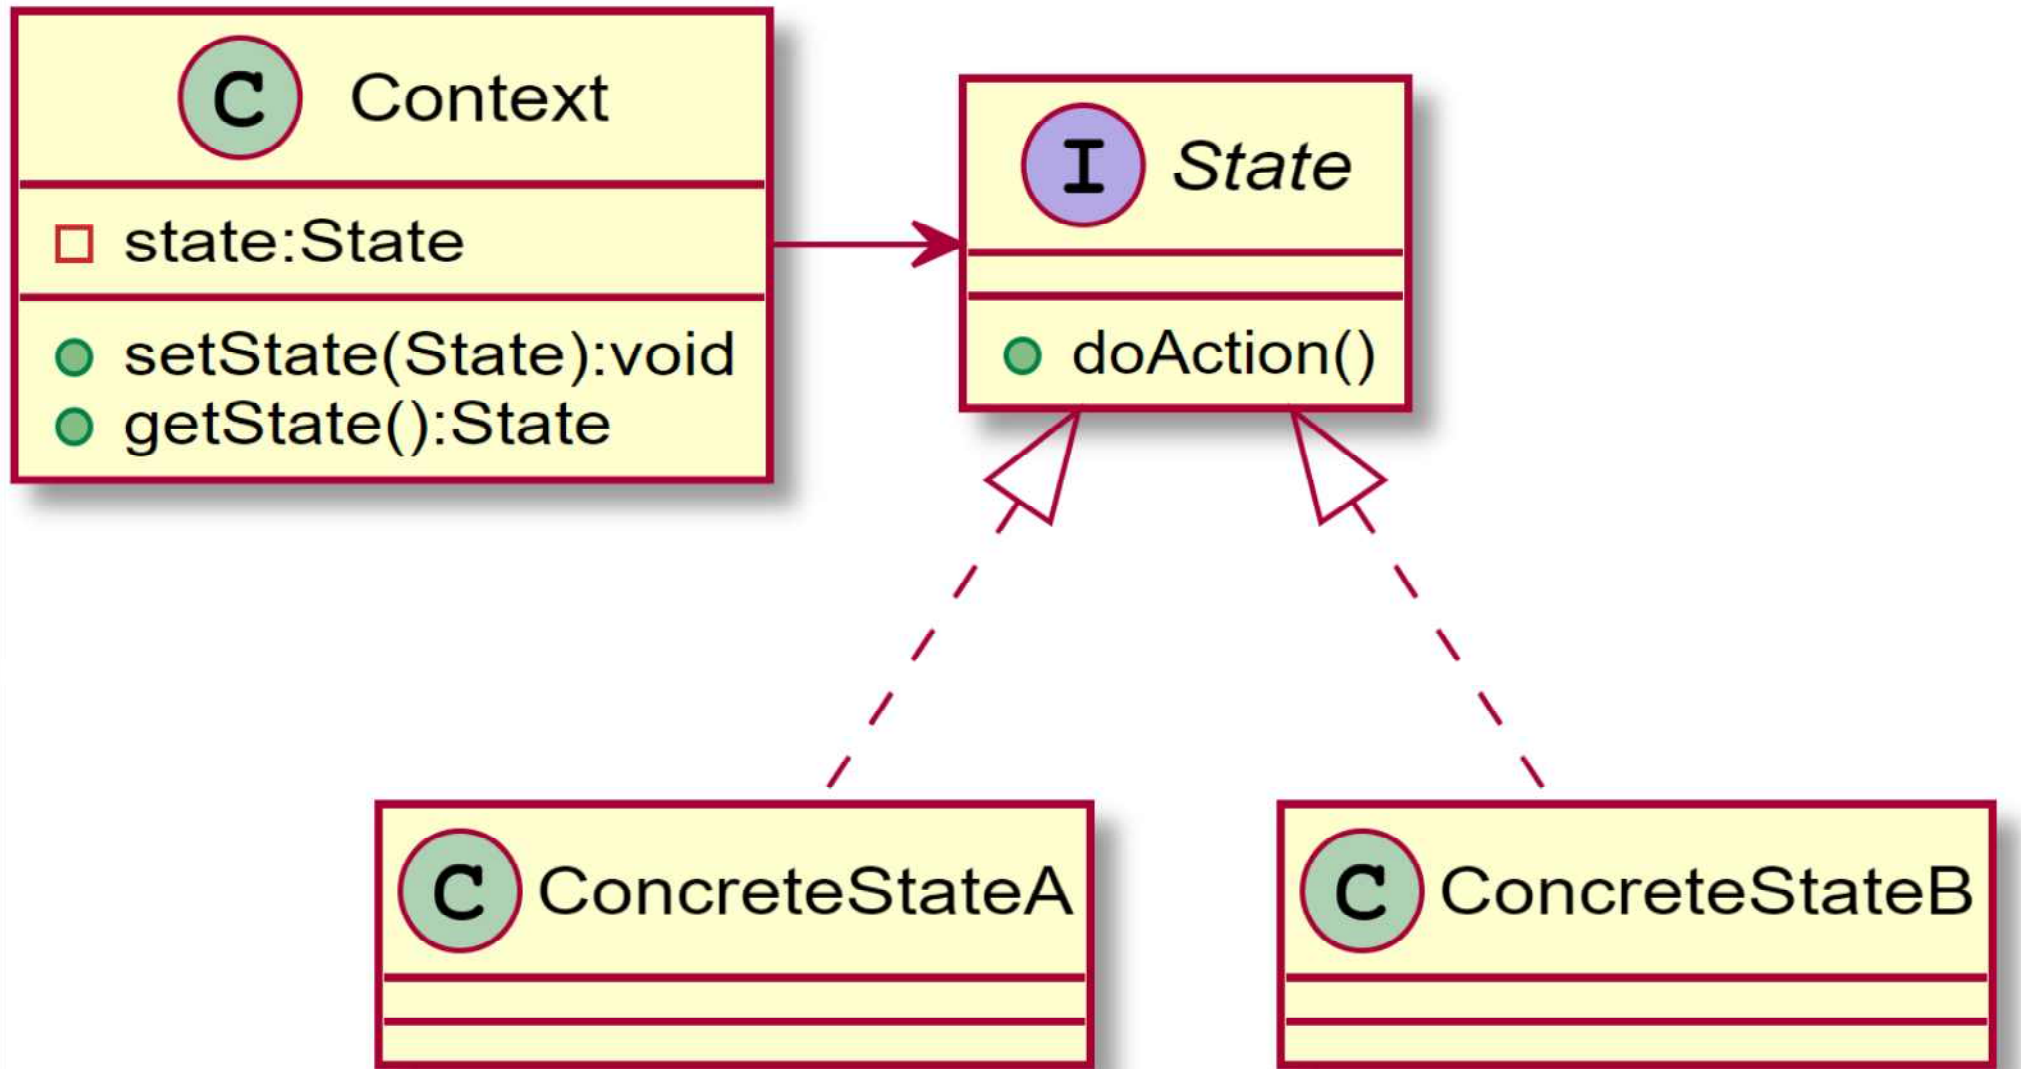 C Context
state:State
setState(State):void
getState():State
I State
doAction()
C ConcreteStateA
C ConcreteStateB